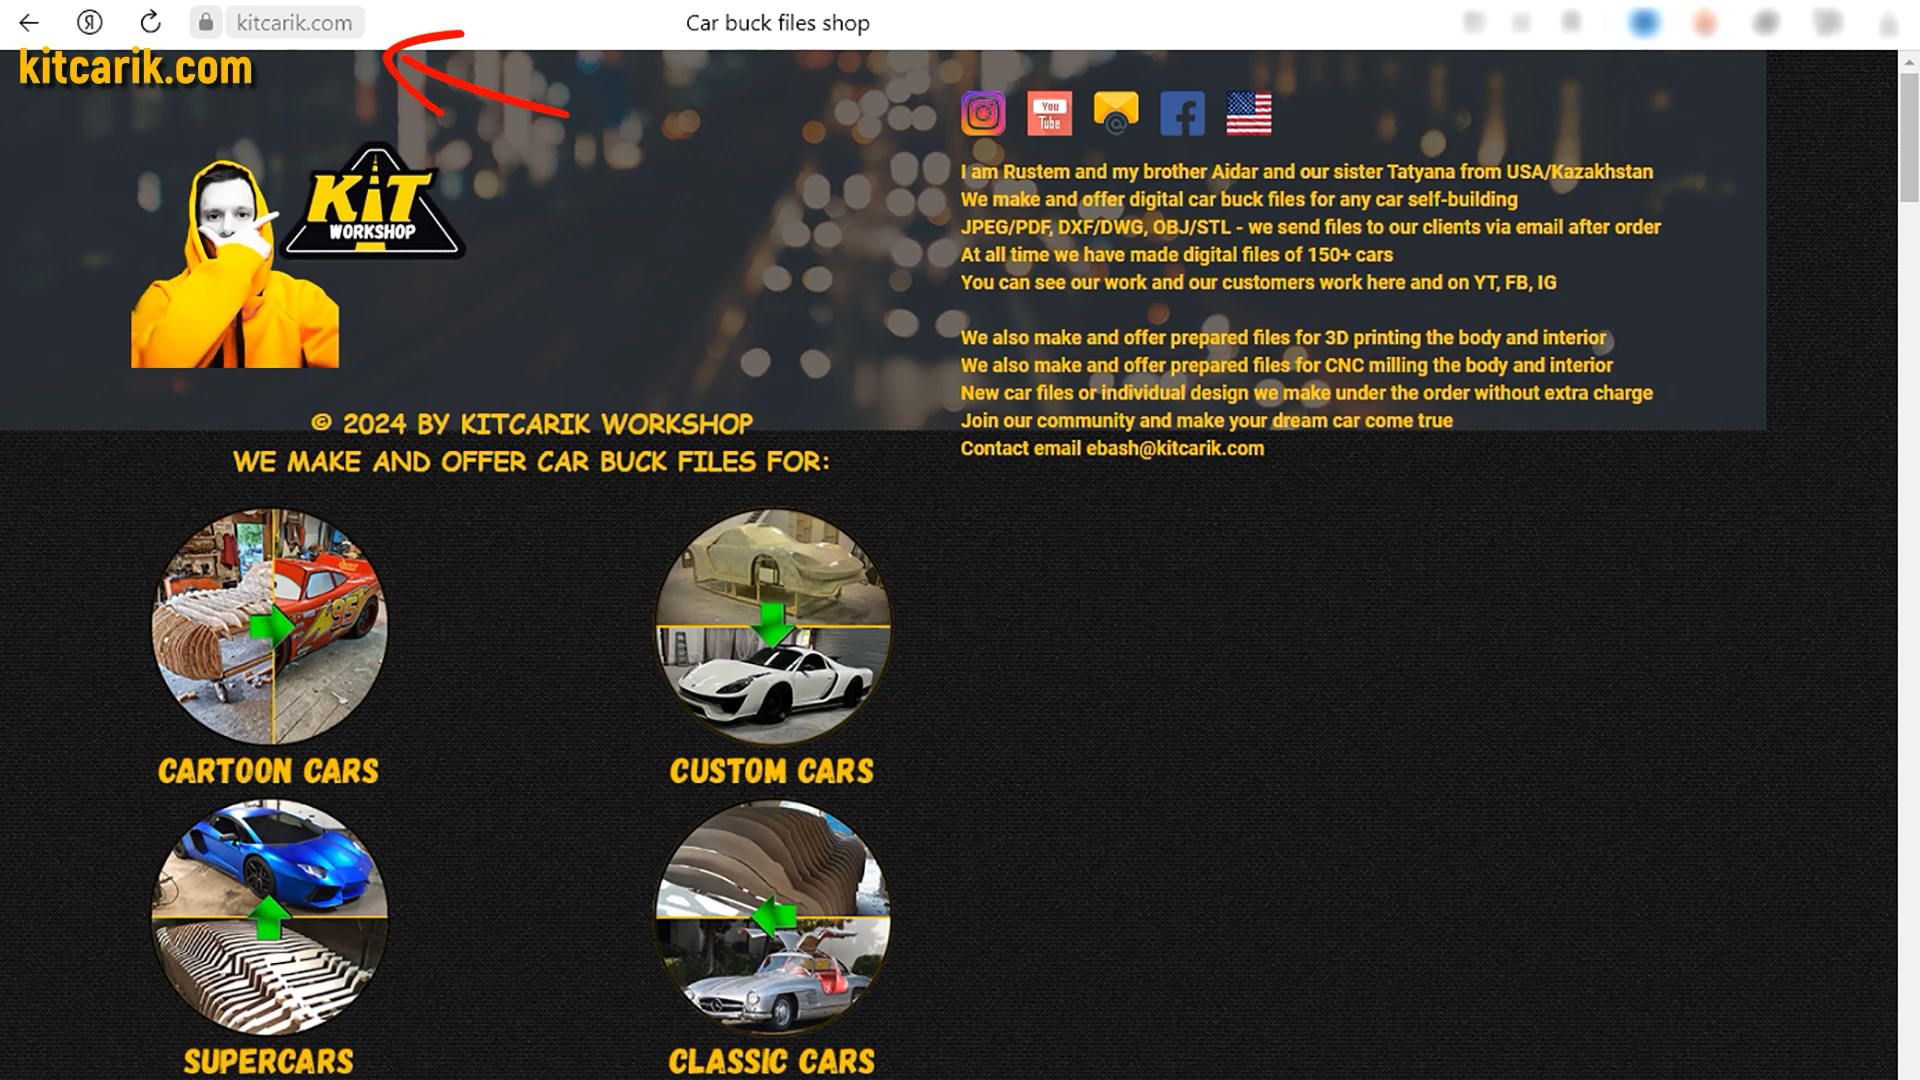 kitcarik.com
Car buck files shop
kitcarik.com
You
Tube
KiT
WORKSHOP
I am Rustem and my brother Aidar and our sister Tatyana from USA/Kazakhstan
We make and offer digital car buck files for any car self-building
JPEG/PDF, DXF/DWG, OBJ/STL - we send files to our clients via email after order
At all time we have made digital files of 150+ cars
You can see our work and our customers work here and on YT, FB, IG
We also make and offer prepared files for 3D printing the body and interior
We also make and offer prepared files for CNC milling the body and interior
New car files or individual design we make under the order without extra charge
Join our community and make your dream car come true
Contact email ebash@kitcarik.com
© 2024 BY KITCARIK WORKSHOP
WE MAKE AND OFFER CAR BUCK FILES FOR:
95
CARTOON CARS
CUSTOM CARS
SUPERCARS
CLASSIC CARS